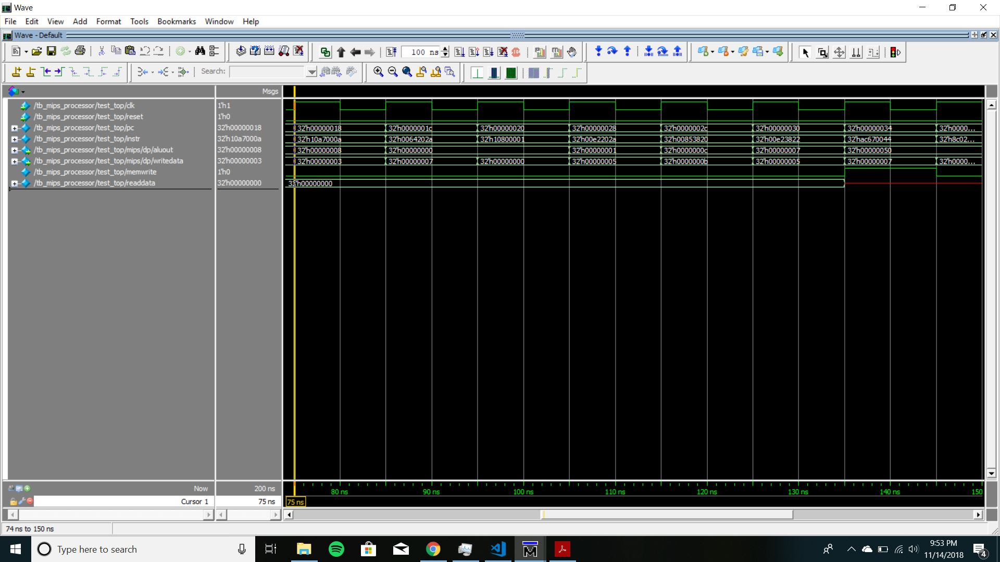 Wave
File Edit View Add Format Tools Bookmarks Window Help
Wave - Default
100 ns
Search:
Msgs
/tb_mips_processor/test_top/clk 1'h1
/tb_mips_processor/test_top/reset 1'h0
/tb_mips_processor/test_top/pc 32'h00000018 32'h00000018 32'h0000001c 32'h00000020 32'h00000028 32'h0000002c 32'h00000030 32'h00000034 32'h0000...
/tb_mips_processor/test_top/instr 32'h10a7000a 32'h10a7000a 32'h0064202a 32'h10800001 32'h00e2202a 32'h00853820 32'h00e23822 32'hac670044 32'h8c02...
/tb_mips_processor/test_top/mips/dp/aluout 32'h00000008 32'h00000008 32'h00000000 32'h00000001 32'h0000000c 32'h00000007 32'h00000050
/tb_mips_processor/test_top/mips/dp/writedata 32'h00000003 32'h00000003 32'h00000007 32'h00000000 32'h00000005 32'h0000000b 32'h00000005 32'h00000007 32'h0000...
/tb_mips_processor/test_top/memwrite 1'h0
/tb_mips_processor/test_top/readdata 32'h00000000 32'h00000000
Now 200 ns 80 ns 90 ns 100 ns 110 ns 120 ns 130 ns 140 ns 150
Cursor 1 75 ns 75 ns
74 ns to 150 ns
Type here to search
9:53 PM
11/14/2018
4